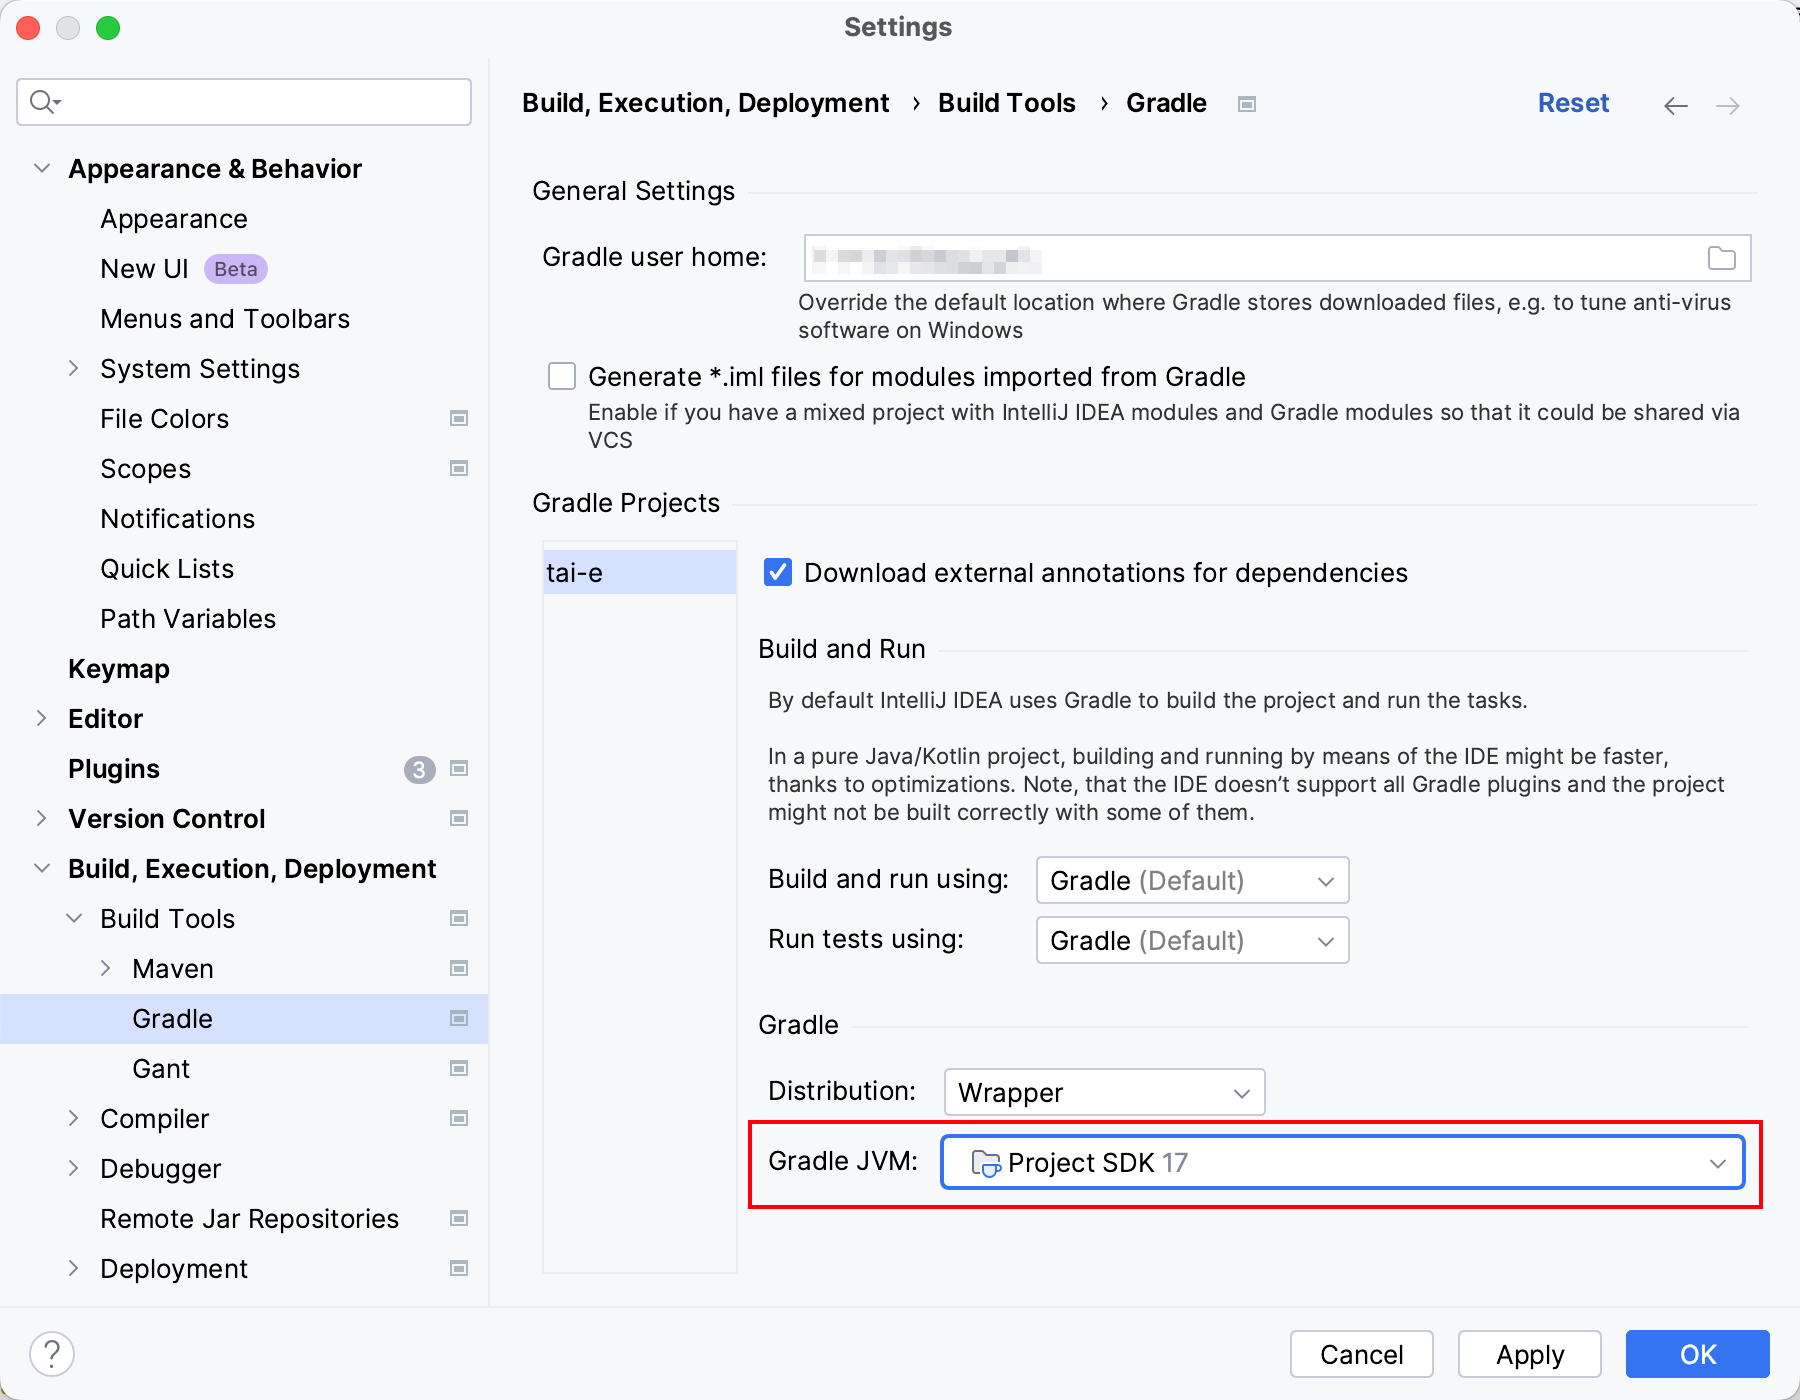 Settings
Appearance & Behavior
Appearance
New UI Beta
Menus and Toolbars
System Settings
File Colors
Scopes
Notifications
Quick Lists
Path Variables
Keymap
Editor
Plugins 3
Version Control
Build, Execution, Deployment
Build Tools
Maven
Gradle
Gant
Compiler
Debugger
Remote Jar Repositories
Deployment
Build, Execution, Deployment › Build Tools › Gradle
Reset
General Settings
Gradle user home:
Override the default location where Gradle stores downloaded files, e.g. to tune anti-virus
software on Windows
Generate *.iml files for modules imported from Gradle
Enable if you have a mixed project with IntelliJ IDEA modules and Gradle modules so that it could be shared via
VCS
Gradle Projects
tai-e
Download external annotations for dependencies
Build and Run
By default IntelliJ IDEA uses Gradle to build the project and run the tasks.
In a pure Java/Kotlin project, building and running by means of the IDE might be faster,
thanks to optimizations. Note, that the IDE doesn’t support all Gradle plugins and the project
might not be built correctly with some of them.
Build and run using: Gradle (Default)
Run tests using: Gradle (Default)
Gradle
Distribution: Wrapper
Gradle JVM: Project SDK 17
?
Cancel
Apply
OK